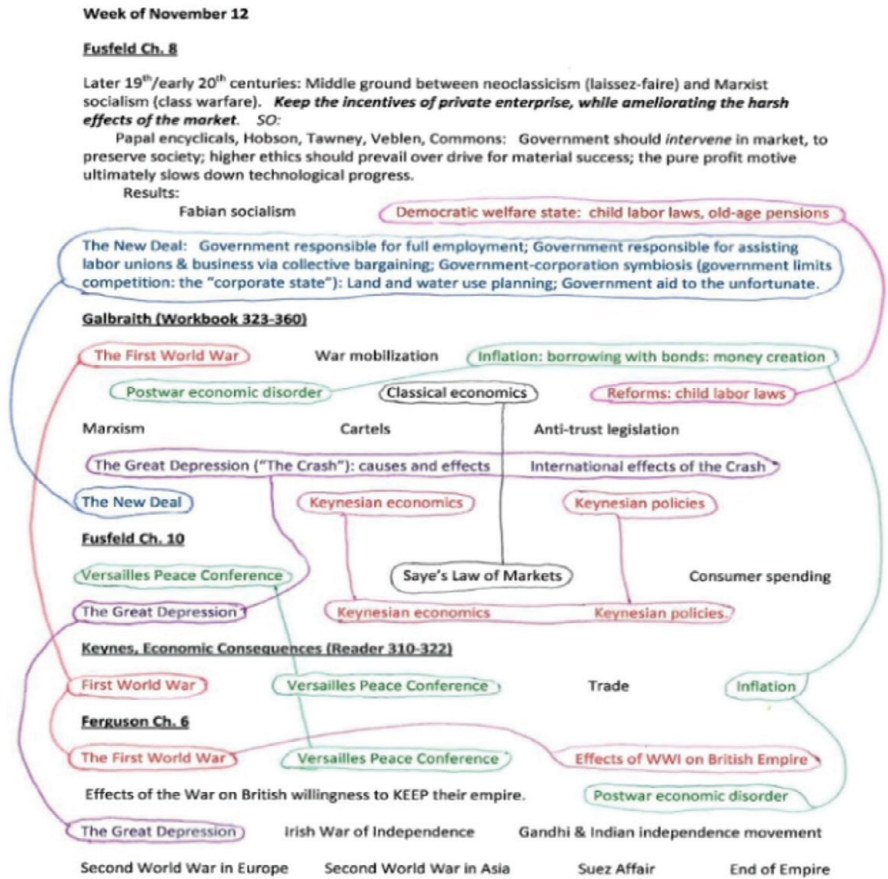 Week of November 12
Fusfeld Ch. 8
Later 19th/early 20th centuries: Middle ground between neoclassicism (laissez-faire) and Marxist
socialism (class warfare). Keep the incentives of private enterprise, while ameliorating the harsh
effects of the market. SO:
Papal encyclicals, Hobson, Tawney, Veblen, Commons: Government should intervene in market, to
preserve society; higher ethics should prevail over drive for material success; the pure profit motive
ultimately slows down technological progress.
Results:
Fabian socialism Democratic welfare state: child labor laws, old-age pensions
The New Deal: Government responsible for full employment; Government responsible for assisting
labor unions & business via collective bargaining; Government-corporation symbiosis (government limits
competition: the "corporate state"): Land and water use planning; Government aid to the unfortunate.
Galbraith (Workbook 323-360)
The First World War War mobilization Inflation: borrowing with bonds: money creation
Postwar economic disorder Classical economics Reforms: child labor laws
Marxism Cartels Anti-trust legislation
The Great Depression ("The Crash"): causes and effects International effects of the Crash
The New Deal Keynesian economics Keynesian policies
Fusfeld Ch. 10
Versailles Peace Conference Saye's Law of Markets Consumer spending
The Great Depression Keynesian economics Keynesian policies.
Keynes, Economic Consequences (Reader 310-322)
First World War Versailles Peace Conference Trade Inflation
Ferguson Ch. 6
The First World War Versailles Peace Conference Effects of WWI on British Empire
Effects of the War on British willingness to KEEP their empire. Postwar economic disorder
The Great Depression Irish War of Independence Gandhi & Indian independence movement
Second World War in Europe Second World War in Asia Suez Affair End of Empire